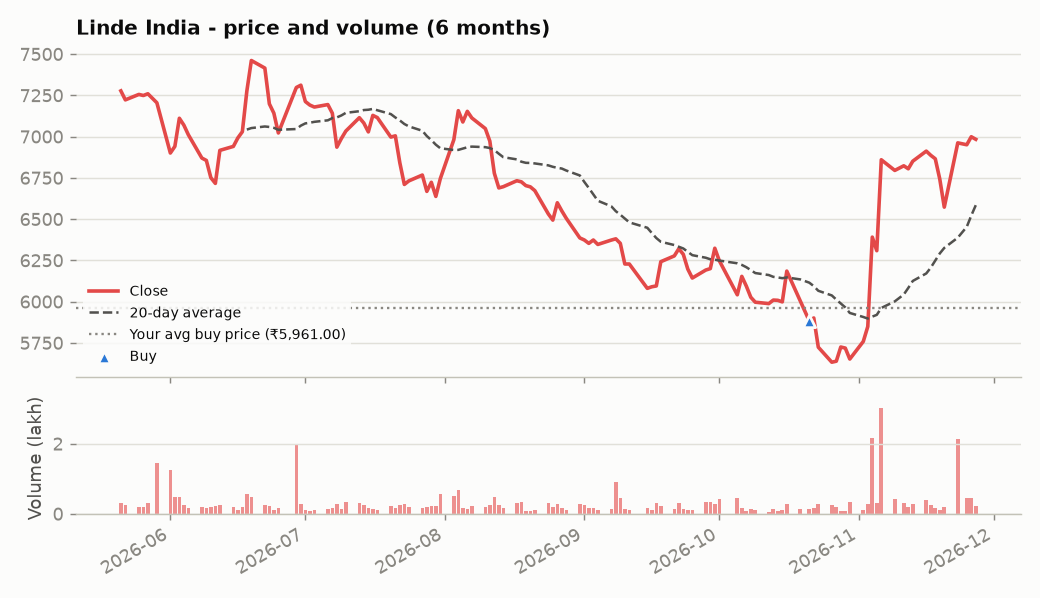 Linde India - price and volume (6 months)
7500
7250
7000
6750
6500
6250
6000
5750
Close
20-day average
Your avg buy price (₹5,961.00)
Buy
Volume (lakh)
2
0
2026-06
2026-07
2026-08
2026-09
2026-10
2026-11
2026-12